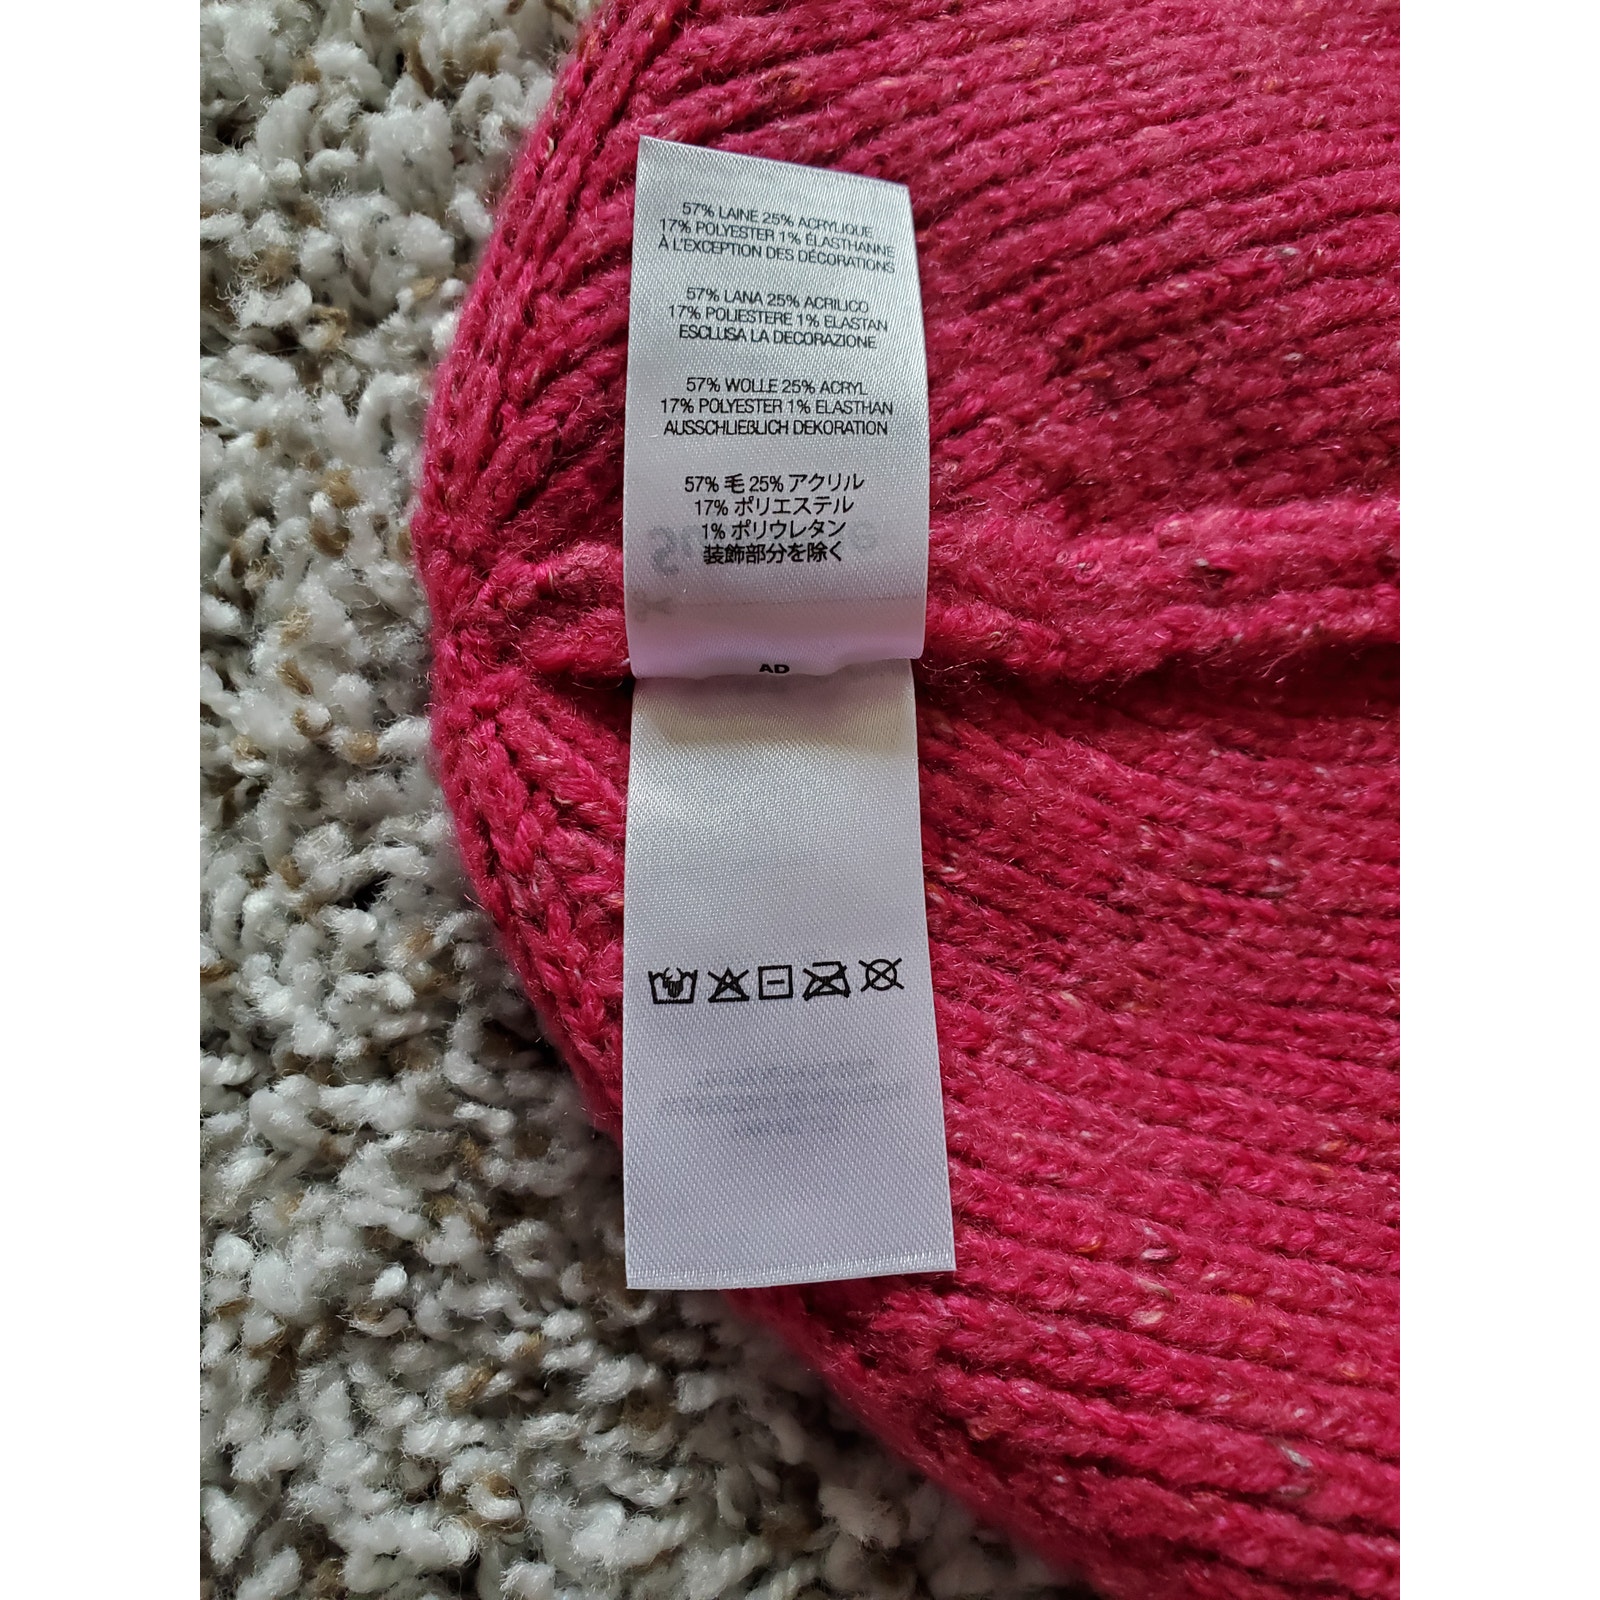 57% LAINE 25% ACRYLIQUE
17% POLYESTER 1% ÉLASTHANNE
À L'EXCEPTION DES DÉCORATIONS
57% LANA 25% ACRILICO
17% POLIESTERE 1% ELASTAN
ESCLUSA LA DECORAZIONE
57% WOLLE 25% ACRYL
17% POLYESTER 1% ELASTHAN
AUSSCHLIEßLICH DEKORATION
57% 毛 25% アクリル
17% ポリエステル
1% ポリウレタン
装飾部分を除く
AD